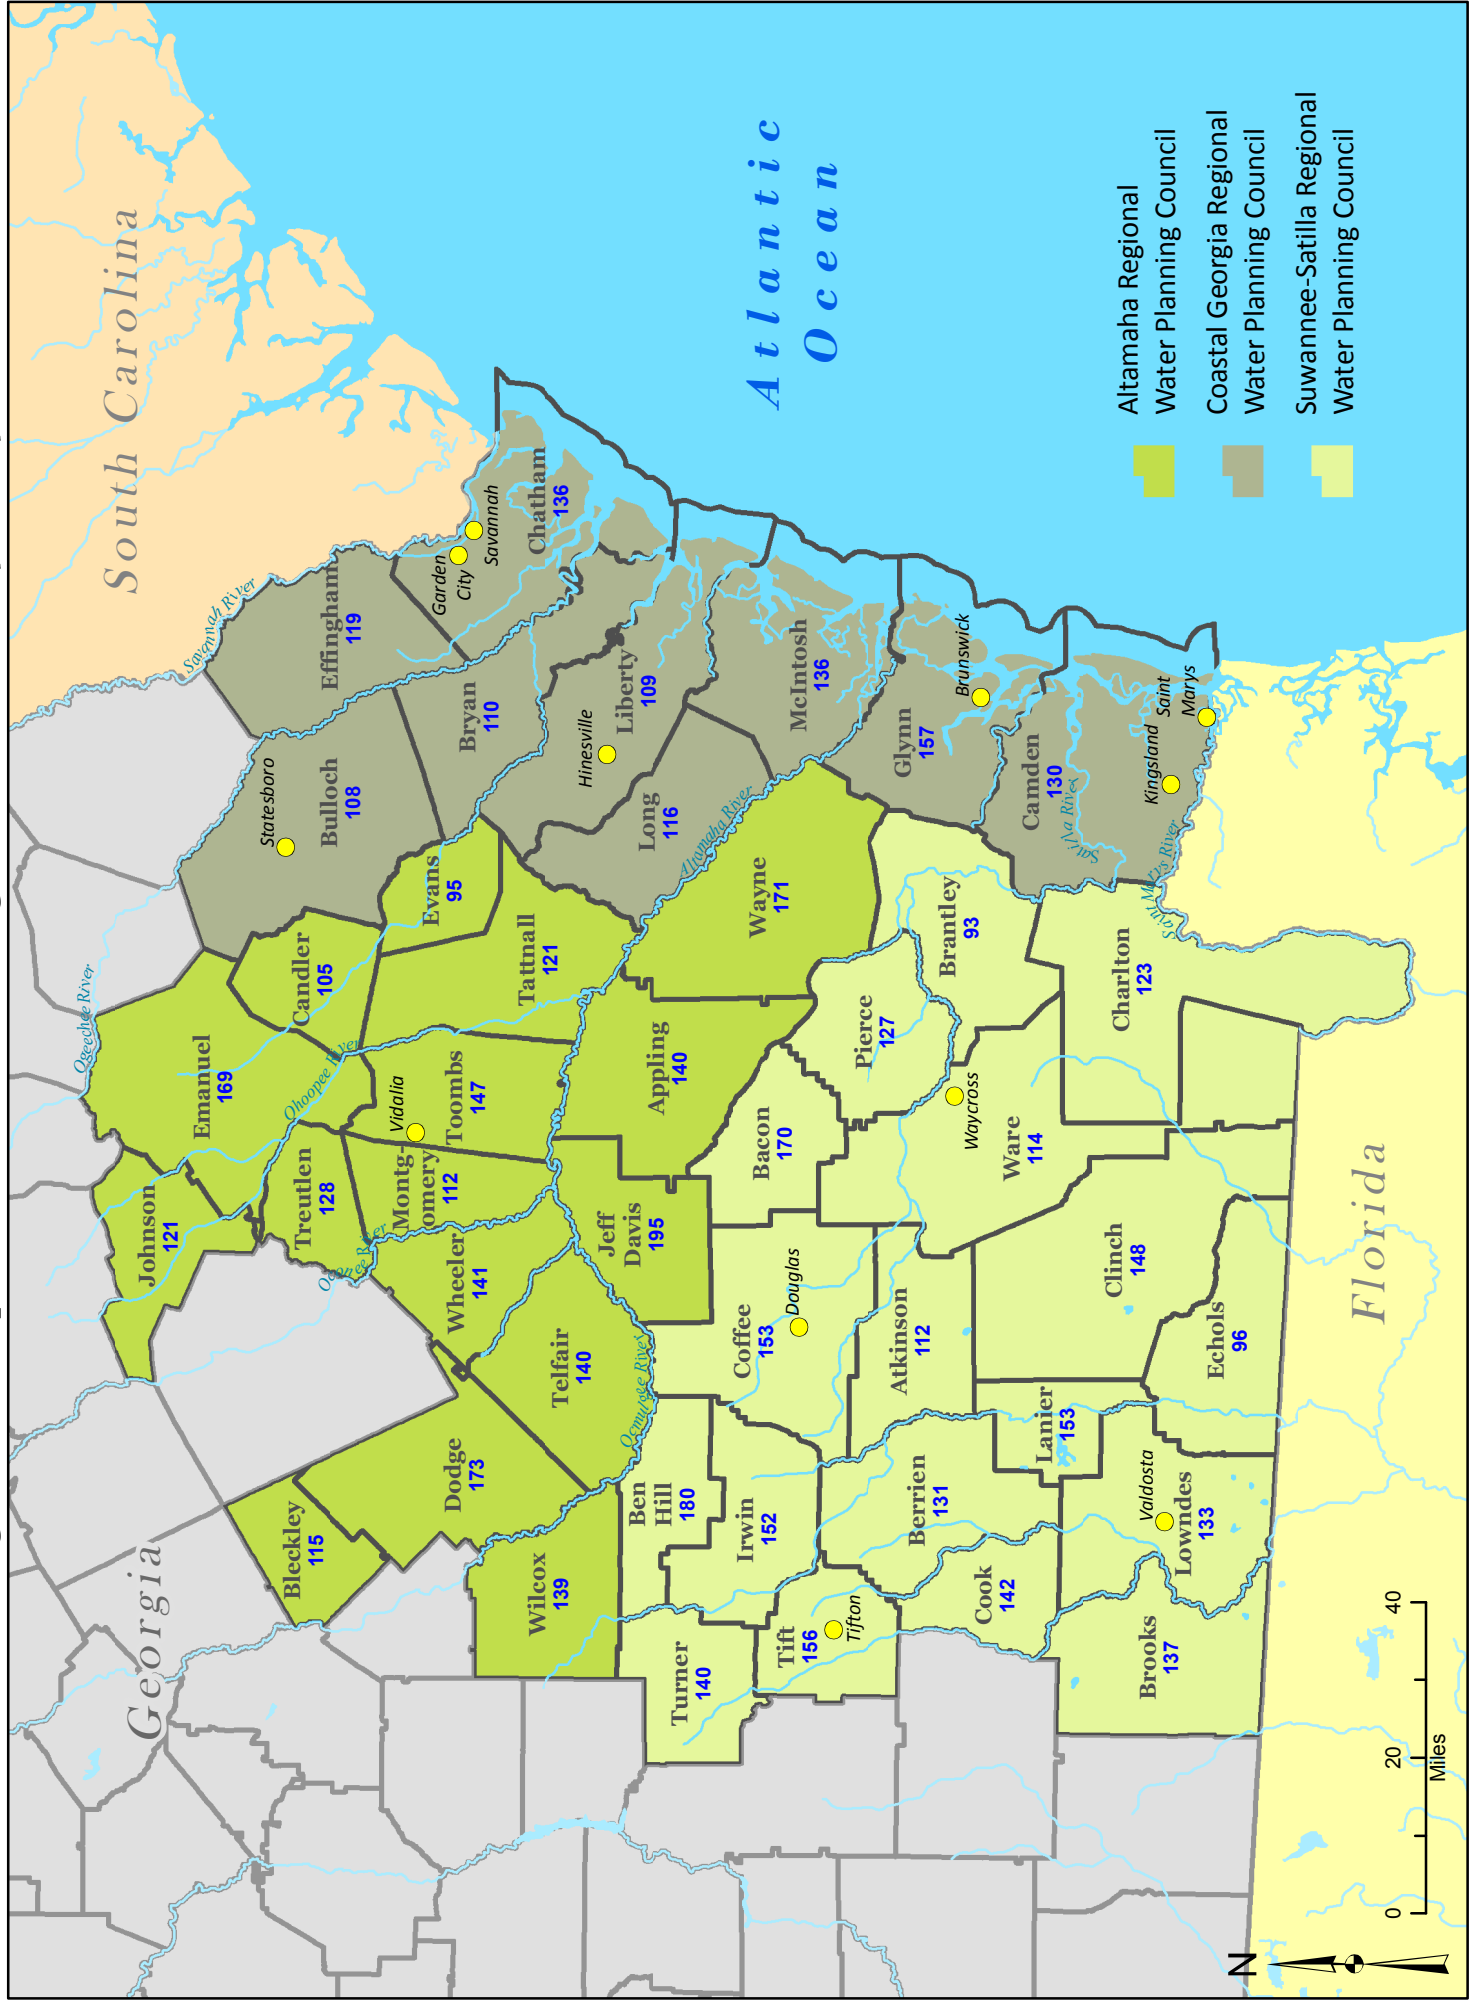 South Carolina
Georgia
Florida
Atlantic
Ocean
Savannah River
Ogeechee River
Ohoopee River
Oconee River
Ocmulgee River
Altamaha River
Satilla River
Saint Marys River
Johnson
121
Emanuel
169
Candler
105
Treutlen
128
Bleckley
115
Dodge
173
Wheeler
141
Montg-
omery
112
Vidalia
Toombs
147
Tattnall
121
Evans
95
Wilcox
139
Telfair
140
Jeff
Davis
195
Appling
140
Wayne
171
Statesboro
Bulloch
108
Effingham
119
Garden
City
Savannah
Chatham
136
Bryan
110
Hinesville
Liberty
109
Long
116
McIntosh
136
Glynn
157
Brunswick
Camden
130
Kingsland
Saint
Marys
Turner
140
Ben
Hill
180
Irwin
152
Tift
156
Tifton
Coffee
153
Douglas
Bacon
170
Pierce
127
Brantley
93
Waycross
Ware
114
Charlton
123
Atkinson
112
Berrien
131
Cook
142
Lanier
153
Clinch
148
Echols
96
Brooks
137
Valdosta
Lowndes
133
Altamaha Regional
Water Planning Council
Coastal Georgia Regional
Water Planning Council
Suwannee-Satilla Regional
Water Planning Council
N
0 20 40
Miles